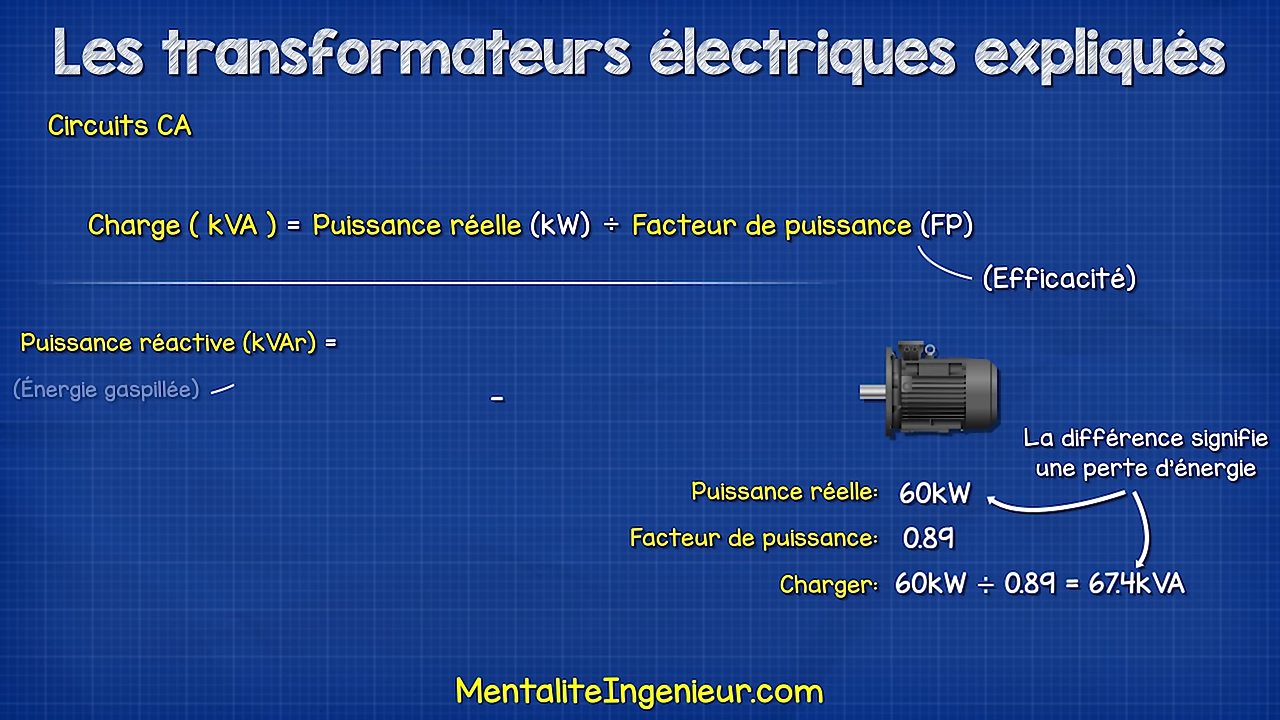 Les transformateurs électriques expliqués
Circuits CA
Charge ( kVA ) = Puissance réelle (kW) ÷ Facteur de puissance (FP)
(Efficacité)
Puissance réactive (kVAr) =
(Énergie gaspillée)
-
La différence signifie
une perte d'énergie
Puissance réelle: 60kW
Facteur de puissance: 0.89
Charger: 60kW ÷ 0.89 = 67.4kVA
MentaliteIngenieur.com